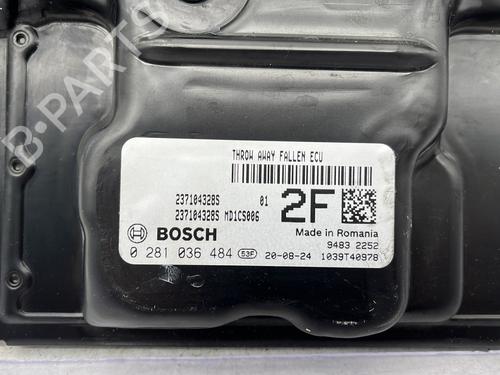 THROW AWAY FALLEN ECU
237104328S 01
237104328S MD1CS006
2F
BOSCH
Made in Romania
9483 2252
0 281 036 484 53F 20-08-24 1039T40978
B-PARTS